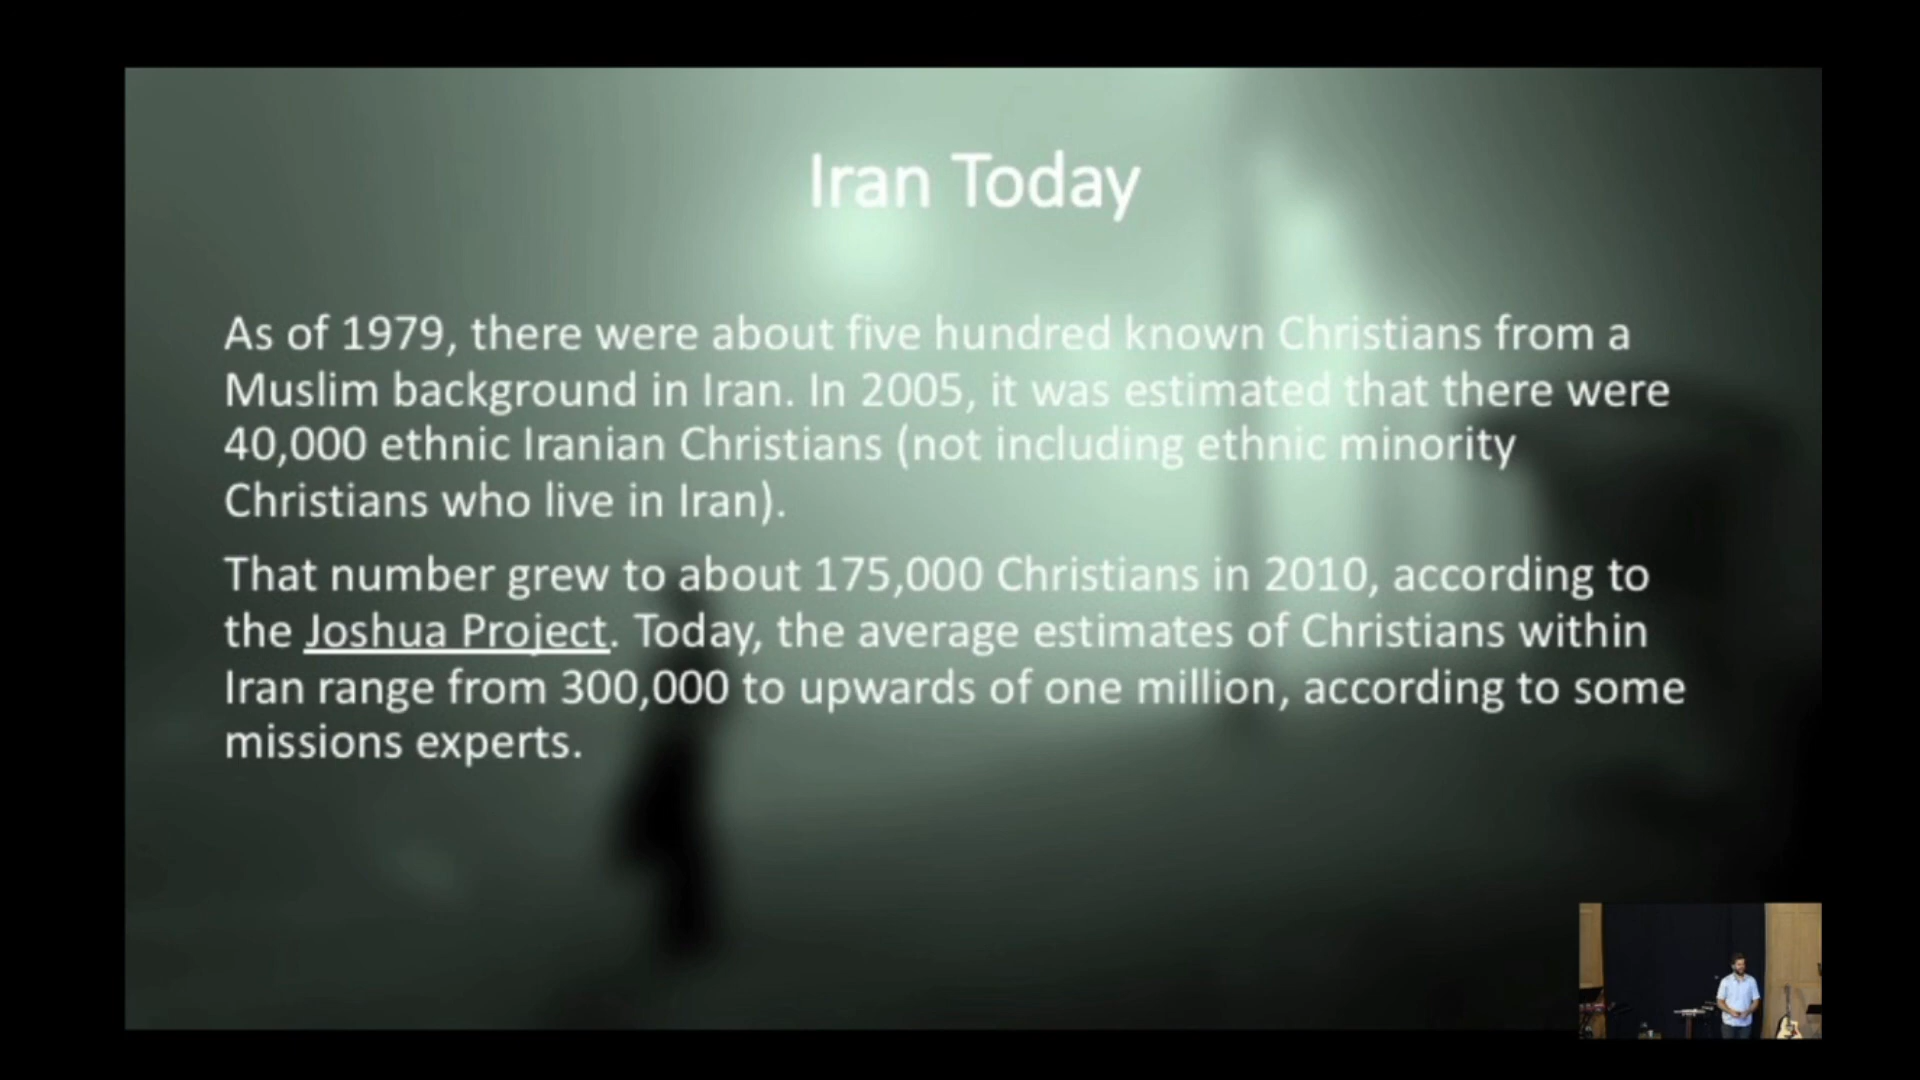 Iran Today
As of 1979, there were about five hundred known Christians from a
Muslim background in Iran. In 2005, it was estimated that there were
40,000 ethnic Iranian Christians (not including ethnic minority
Christians who live in Iran).
That number grew to about 175,000 Christians in 2010, according to
the Joshua Project. Today, the average estimates of Christians within
Iran range from 300,000 to upwards of one million, according to some
missions experts.